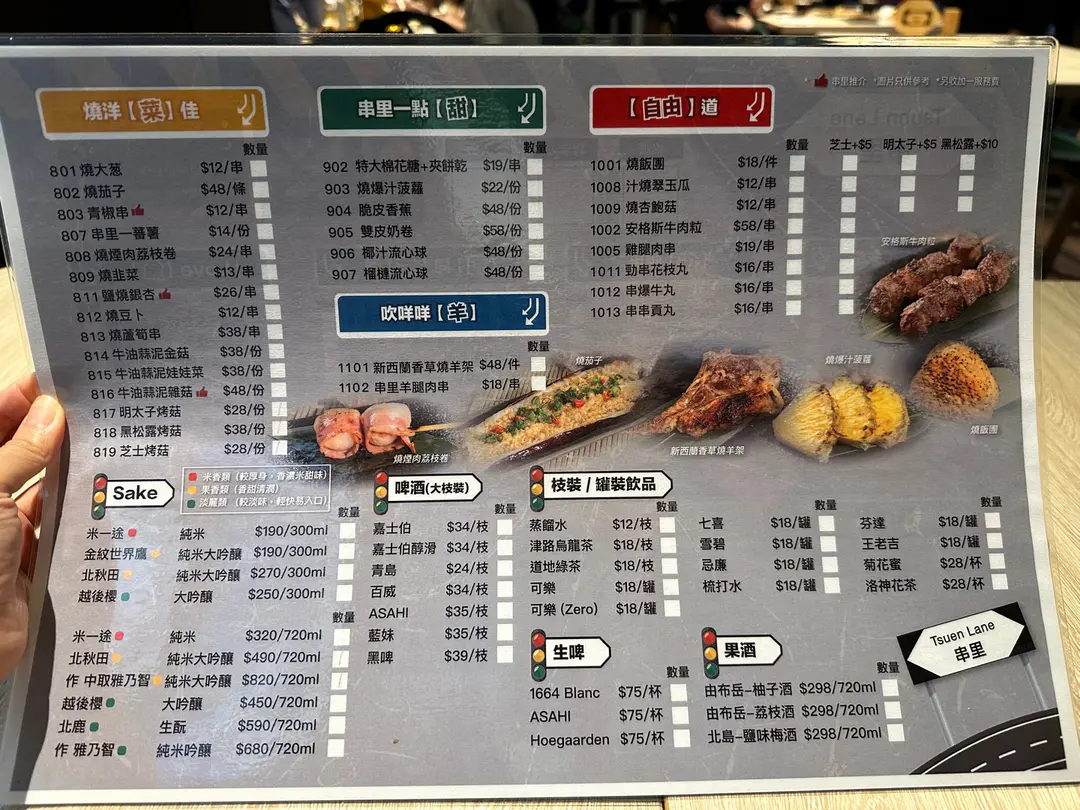 串里推介 *圖片只供參考 *另收加一服務費
燒洋【菜】佳
數量
801 燒大葱 $12/串
802 燒茄子 $48/條
803 青椒串 $12/串
807 串里一蕃薯 $14/份
808 燒煙肉荔枝卷 $24/串
809 燒韭菜 $13/串
811 鹽燒銀杏 $26/串
812 燒豆卜 $12/串
813 燒蘆筍串 $38/串
814 牛油蒜泥金菇 $38/份
815 牛油蒜泥娃娃菜 $38/份
816 牛油蒜泥雜菇 $48/份
817 明太子烤菇 $28/份
818 黑松露烤菇 $38/份
819 芝士烤菇 $28/份
串里一點【甜】
數量
902 特大棉花糖+夾餅乾 $19/串
903 燒爆汁菠蘿 $22/份
904 脆皮香蕉 $48/份
905 雙皮奶卷 $58/份
906 椰汁流心球 $48/份
907 榴槤流心球 $48/份
吹咩咩【羊】
數量
1101 新西蘭香草燒羊架 $48/件
1102 串里羊腿肉串 $18/串
【自由】道
數量 芝士+$5 明太子+$5 黑松露+$10
1001 燒飯團 $18/件
1008 汁燒翠玉瓜 $12/串
1009 燒杏鮑菇 $12/串
1002 安格斯牛肉粒 $58/串
1005 雞腿肉串 $19/串
1011 勁串花枝丸 $16/串
1012 串爆牛丸 $16/串
1013 串串貢丸 $16/串
安格斯牛肉粒
燒煙肉荔枝卷
燒茄子
新西蘭香草燒羊架
燒爆汁菠蘿
燒飯團
Sake
米香類（較厚身，香濃米甜味）
果香類（香甜清潤）
淡麗類（較淡味，輕快易入口）
數量
米一途 純米 $190/300ml
金紋世界鷹 純米大吟釀 $190/300ml
北秋田 純米大吟釀 $270/300ml
越後櫻 大吟釀 $250/300ml
數量
米一途 純米 $320/720ml
北秋田 純米大吟釀 $490/720ml
作 中取雅乃智 純米大吟釀 $820/720ml
越後櫻 大吟釀 $450/720ml
北鹿 生酛 $590/720ml
作 雅乃智 純米吟釀 $680/720ml
啤酒(大枝裝)
數量
嘉士伯 $34/枝
嘉士伯醇滑 $34/枝
青島 $24/枝
百威 $34/枝
ASAHI $35/枝
藍妹 $35/枝
黑啤 $39/枝
枝裝 / 罐裝飲品
數量
蒸餾水 $12/枝
津路烏龍茶 $18/枝
道地綠茶 $18/枝
可樂 $18/罐
可樂 (Zero) $18/罐
數量
七喜 $18/罐
雪碧 $18/罐
忌廉 $18/罐
梳打水 $18/罐
數量
芬達 $18/罐
王老吉 $18/罐
菊花蜜 $28/杯
洛神花茶 $28/杯
生啤
數量
1664 Blanc $75/杯
ASAHI $75/杯
Hoegaarden $75/杯
果酒
數量
由布岳-柚子酒 $298/720ml
由布岳-荔枝酒 $298/720ml
北島-鹽味梅酒 $298/720ml
Tsuen Lane
串里